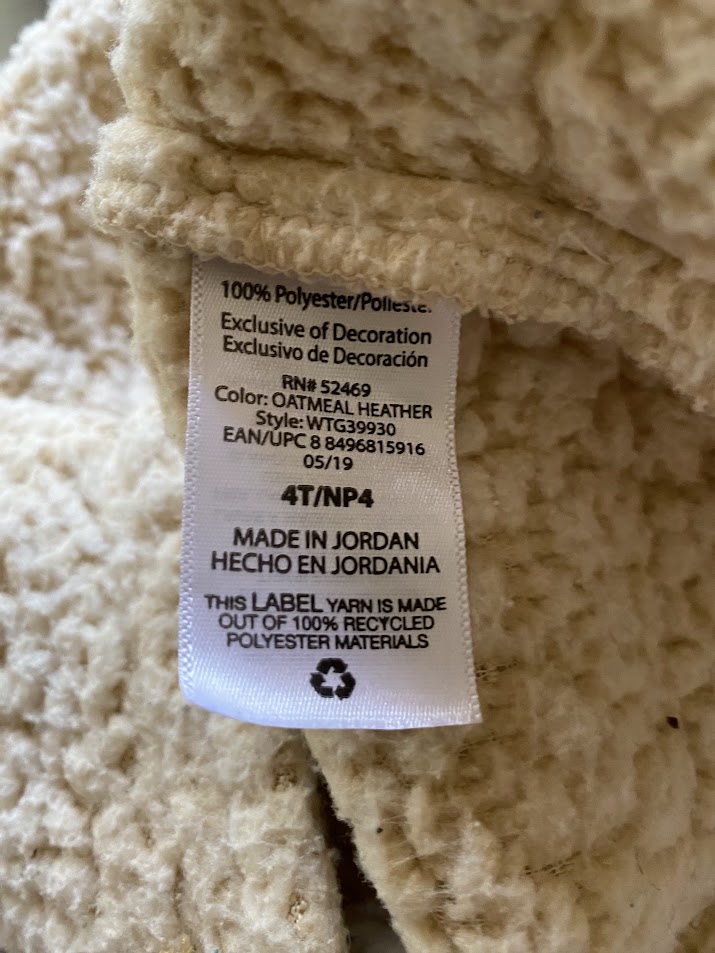 100% Polyester/Poliéster
Exclusive of Decoration
Exclusivo de Decoración
RN# 52469
Color: OATMEAL HEATHER
Style: WTG39930
EAN/UPC 8 8496815916
05/19
4T/NP4
MADE IN JORDAN
HECHO EN JORDANIA
THIS LABEL YARN IS MADE
OUT OF 100% RECYCLED
POLYESTER MATERIALS